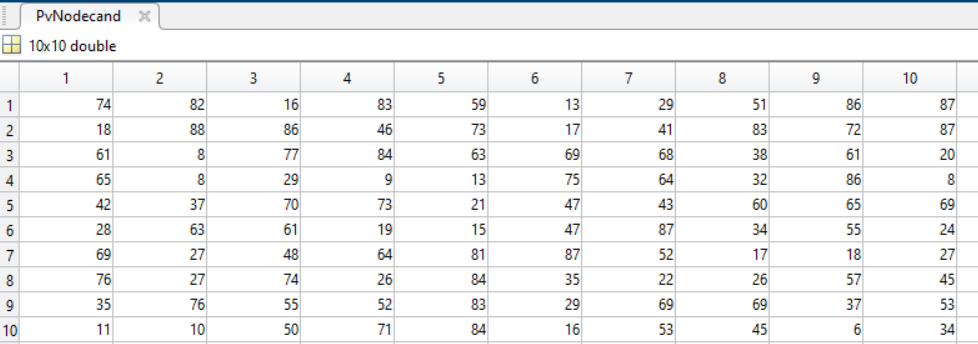 PvNodecand
10x10 double
1 2 3 4 5 6 7 8 9 10
1 74 82 16 83 59 13 29 51 86 87
2 18 88 86 46 73 17 41 83 72 87
3 61 8 77 84 63 69 68 38 61 20
4 65 8 29 9 13 75 64 32 86 8
5 42 37 70 73 21 47 43 60 65 69
6 28 63 61 19 15 47 87 34 55 24
7 69 27 48 64 81 87 52 17 18 27
8 76 27 74 26 84 35 22 26 57 45
9 35 76 55 52 83 29 69 69 37 53
10 11 10 50 71 84 16 53 45 6 34